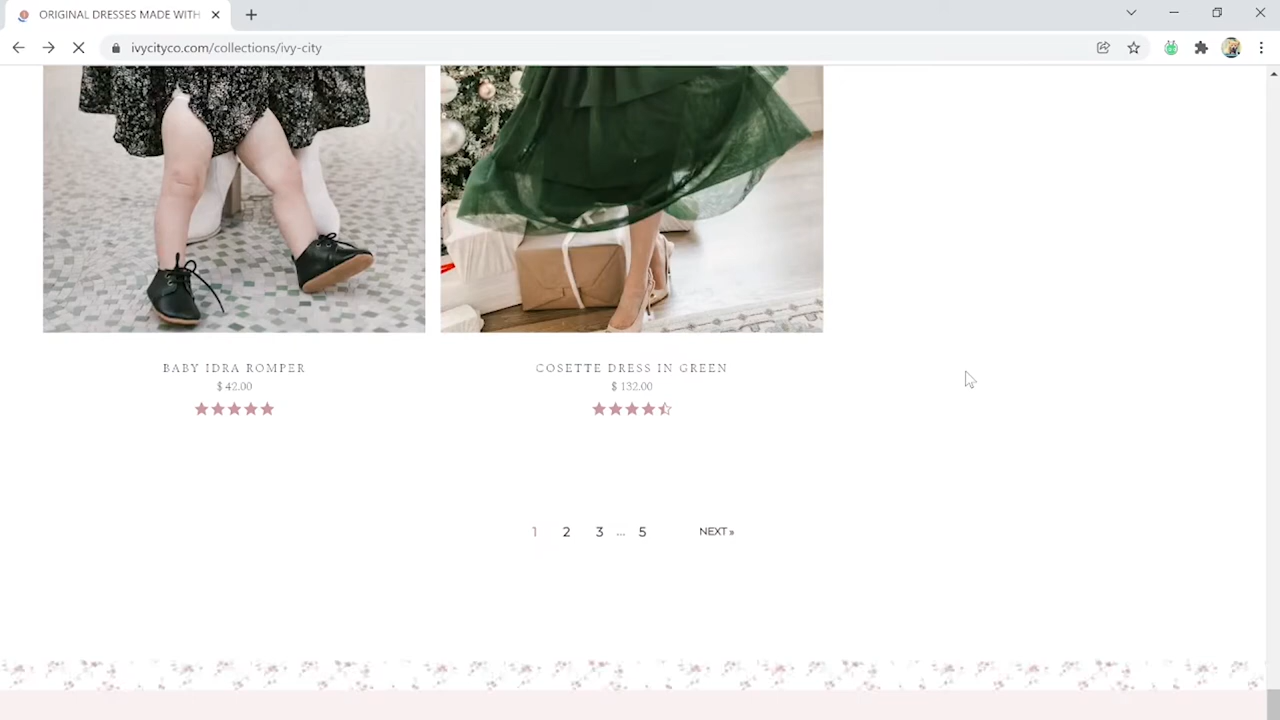 ORIGINAL DRESSES MADE WITH
ivycityco.com/collections/ivy-city
BABY IDRA ROMPER
$ 42.00
COSETTE DRESS IN GREEN
$ 132.00
1 2 3 ... 5 NEXT »